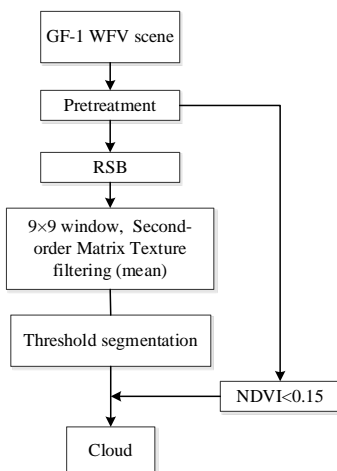 GF-1 WFV scene
Pretreatment
RSB
9×9 window, Second-
order Matrix Texture
filtering (mean)
Threshold segmentation
NDVI<0.15
Cloud